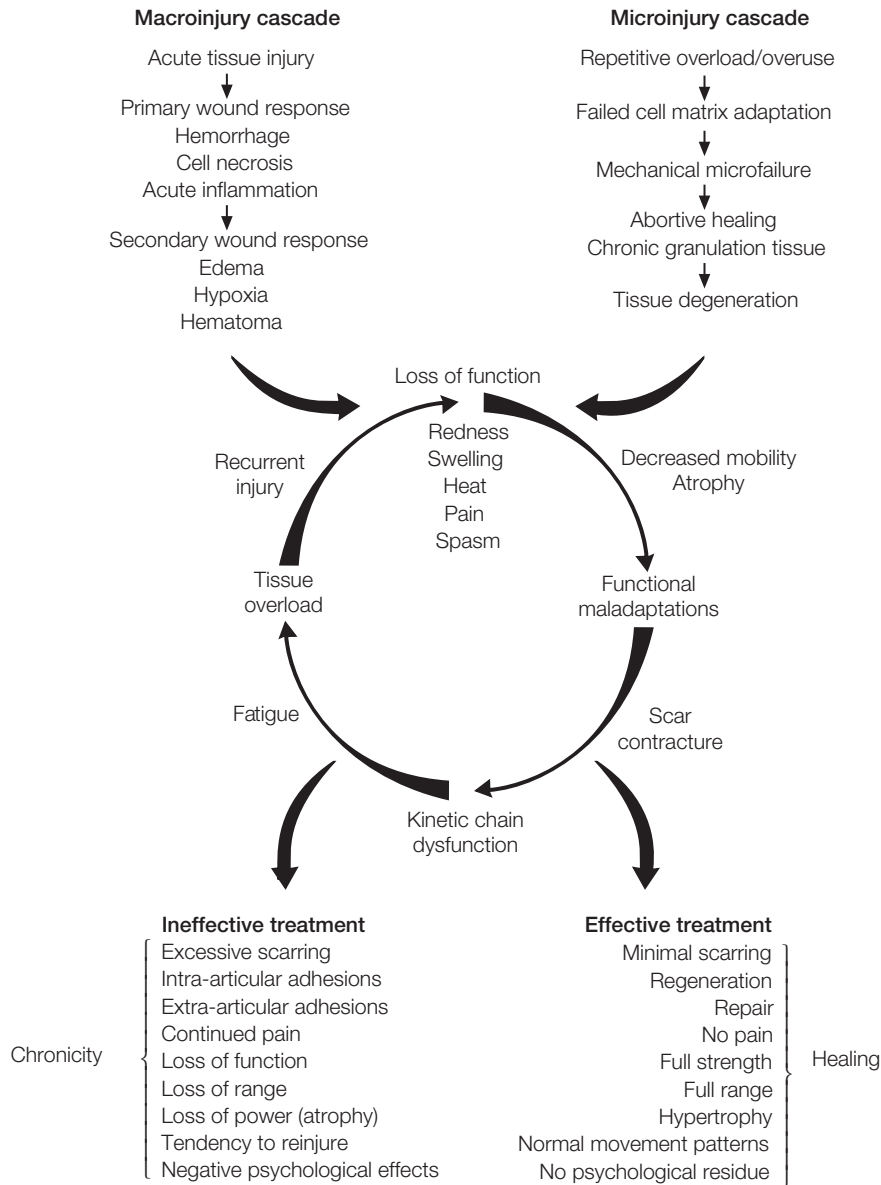 Macroinjury cascade
Acute tissue injury
Primary wound response
Hemorrhage
Cell necrosis
Acute inflammation
Secondary wound response
Edema
Hypoxia
Hematoma
Microinjury cascade
Repetitive overload/overuse
Failed cell matrix adaptation
Mechanical microfailure
Abortive healing
Chronic granulation tissue
Tissue degeneration
Loss of function
Redness
Swelling
Heat
Pain
Spasm
Decreased mobility
Atrophy
Functional
maladaptations
Scar
contracture
Kinetic chain
dysfunction
Fatigue
Tissue
overload
Recurrent
injury
Ineffective treatment
Excessive scarring
Intra-articular adhesions
Extra-articular adhesions
Continued pain
Loss of function
Loss of range
Loss of power (atrophy)
Tendency to reinjure
Negative psychological effects
Chronicity
Effective treatment
Minimal scarring
Regeneration
Repair
No pain
Full strength
Full range
Hypertrophy
Normal movement patterns
No psychological residue
Healing